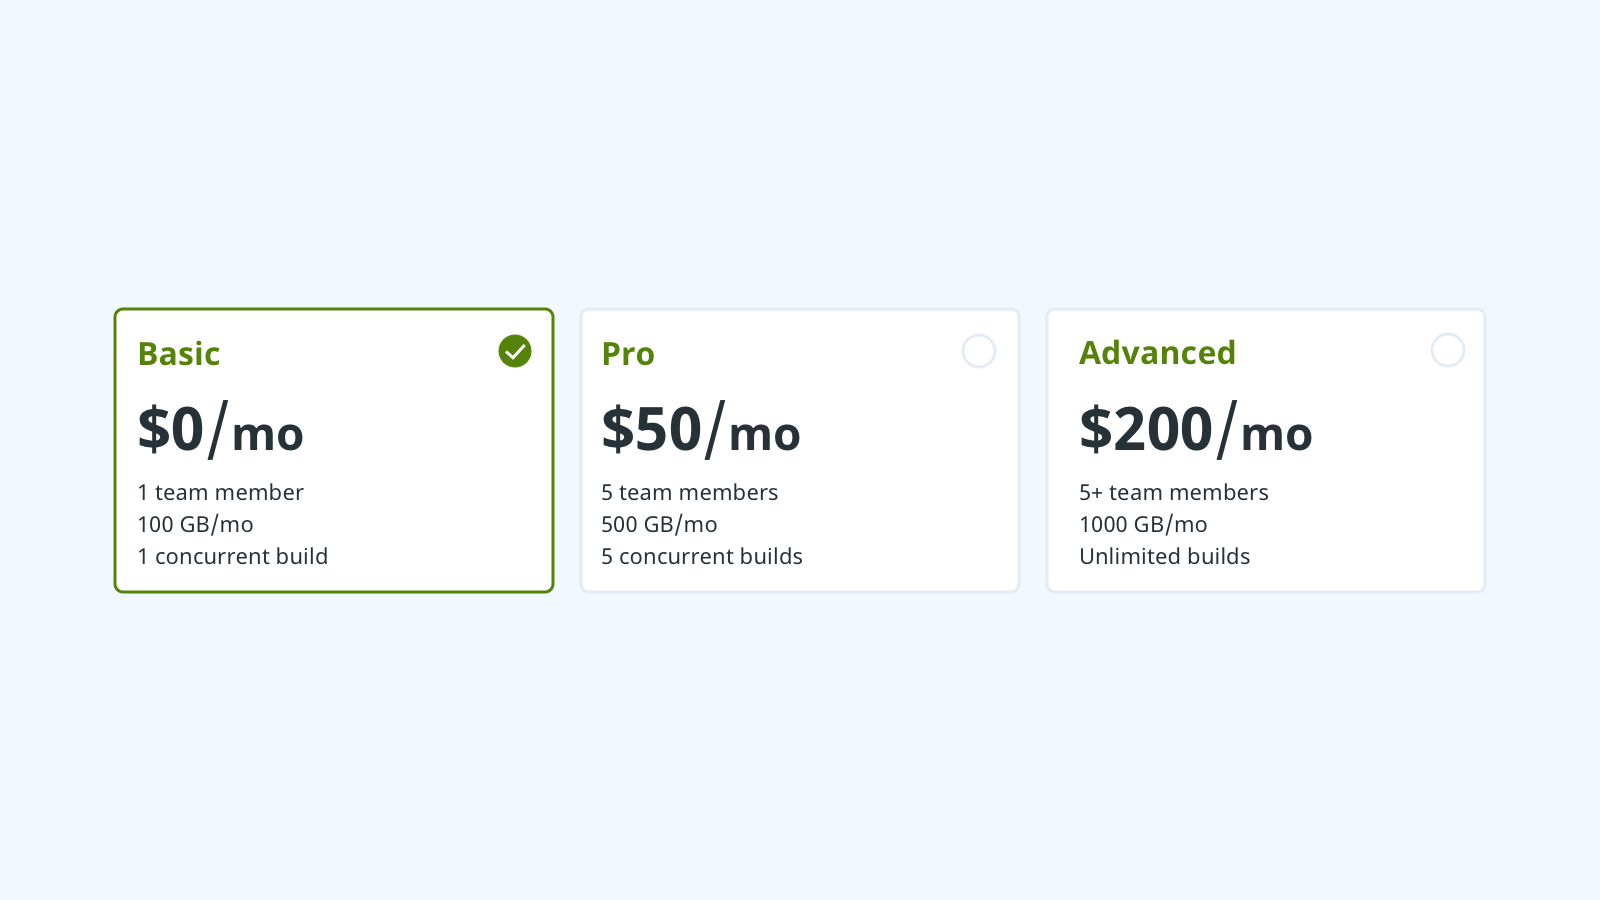 Basic
$0/mo
1 team member
100 GB/mo
1 concurrent build
Pro
$50/mo
5 team members
500 GB/mo
5 concurrent builds
Advanced
$200/mo
5+ team members
1000 GB/mo
Unlimited builds